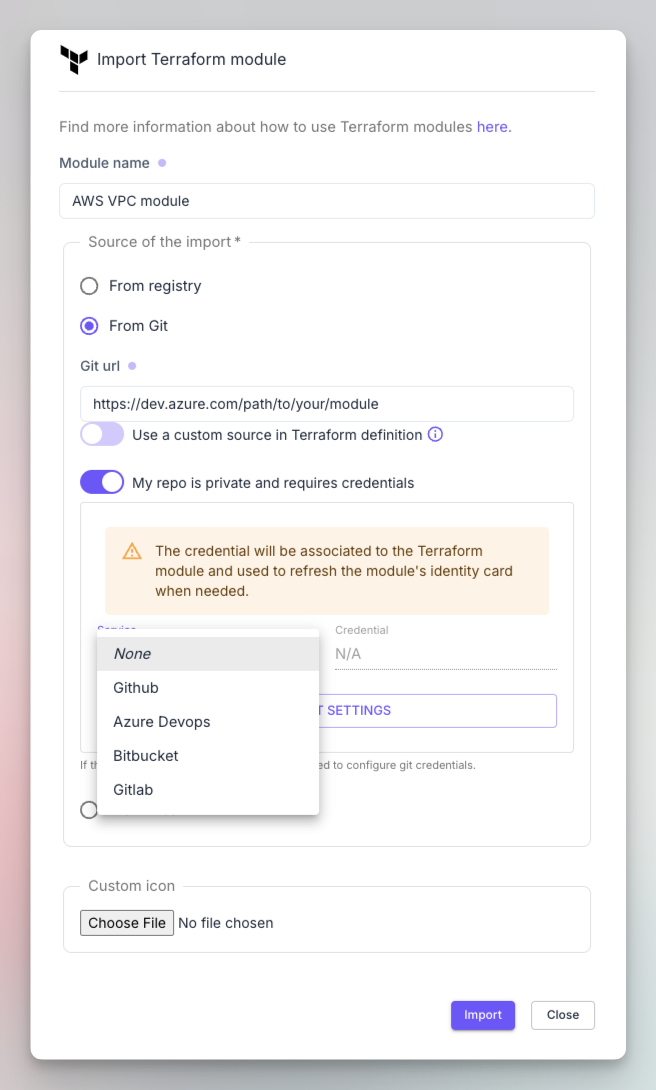 Import Terraform module
Find more information about how to use Terraform modules here.
Module name
AWS VPC module
Source of the import *
From registry
From Git
Git url
https://dev.azure.com/path/to/your/module
Use a custom source in Terraform definition
My repo is private and requires credentials
The credential will be associated to the Terraform
module and used to refresh the module's identity card
when needed.
Service
Credential
None
N/A
Github
T SETTINGS
Azure Devops
Bitbucket
If th
ed to configure git credentials.
Gitlab
Custom icon
Choose File No file chosen
Import
Close